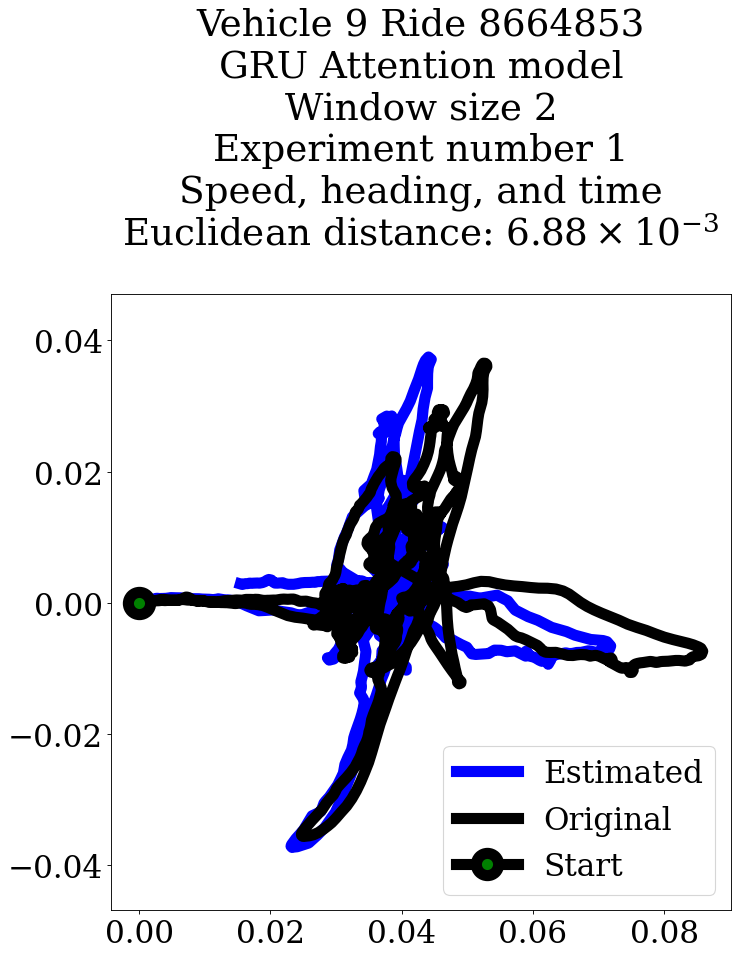 Vehicle 9 Ride 8664853
GRU Attention model
Window size 2
Experiment number 1
Speed, heading, and time
Euclidean distance: 6.88 × 10⁻³
0.04
0.02
0.00
−0.02
−0.04
Estimated
Original
Start
0.00 0.02 0.04 0.06 0.08